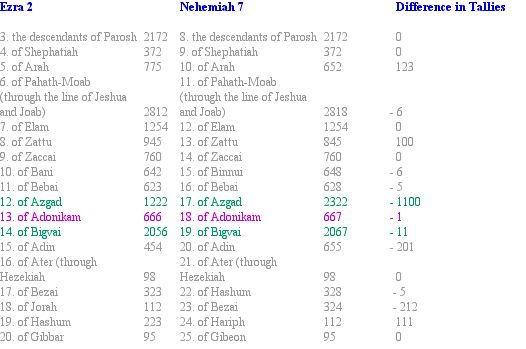 Ezra 2 Nehemiah 7 Difference in Tallies
3. the descendants of Parosh 2172 8. the descendants of Parosh 2172 0
4. of Shephatiah 372 9. of Shephatiah 372 0
5. of Arah 775 10. of Arah 652 123
6. of Pahath-Moab 11. of Pahath-Moab
(through the line of Jeshua (through the line of Jeshua
and Joab) 2812 and Joab) 2818 - 6
7. of Elam 1254 12. of Elam 1254 0
8. of Zattu 945 13. of Zattu 845 100
9. of Zaccai 760 14. of Zaccai 760 0
10. of Bani 642 15. of Binnui 648 - 6
11. of Bebai 623 16. of Bebai 628 - 5
12. of Azgad 1222 17. of Azgad 2322 - 1100
13. of Adonikam 666 18. of Adonikam 667 - 1
14. of Bigvai 2056 19. of Bigvai 2067 - 11
15. of Adin 454 20. of Adin 655 - 201
16. of Ater (through 21. of Ater (through
Hezekiah 98 Hezekiah 98 0
17. of Bezai 323 22. of Hashum 328 - 5
18. of Jorah 112 23. of Bezai 324 - 212
19. of Hashum 223 24. of Hariph 112 111
20. of Gibbar 95 25. of Gibeon 95 0